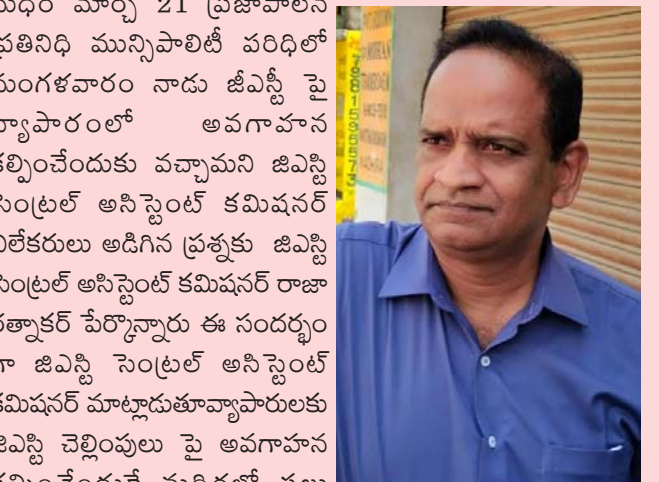 మార్చి 21 ప్రజాపాలన
ప్రతినిధి మున్సిపాలిటీ పరిధిలో
మంగళవారం నాడు జీఎస్టీ పై
వ్యాపారంలో అవగాహన
కల్పించేందుకు వచ్చామని జిఎస్టి
సెంట్రల్ అసిస్టెంట్ కమిషనర్
విలేకరులు అడిగిన ప్రశ్నకు జిఎస్టి
సెంట్రల్ అసిస్టెంట్ కమిషనర్ రాజా
రత్నాకర్ పేర్కొన్నారు ఈ సందర్భం
గా జిఎస్టి సెంట్రల్ అసిస్టెంట్
కమిషనర్ మాట్లాడుతూవ్యాపారులకు
జిఎస్టి చెల్లింపులు పై అవగాహన